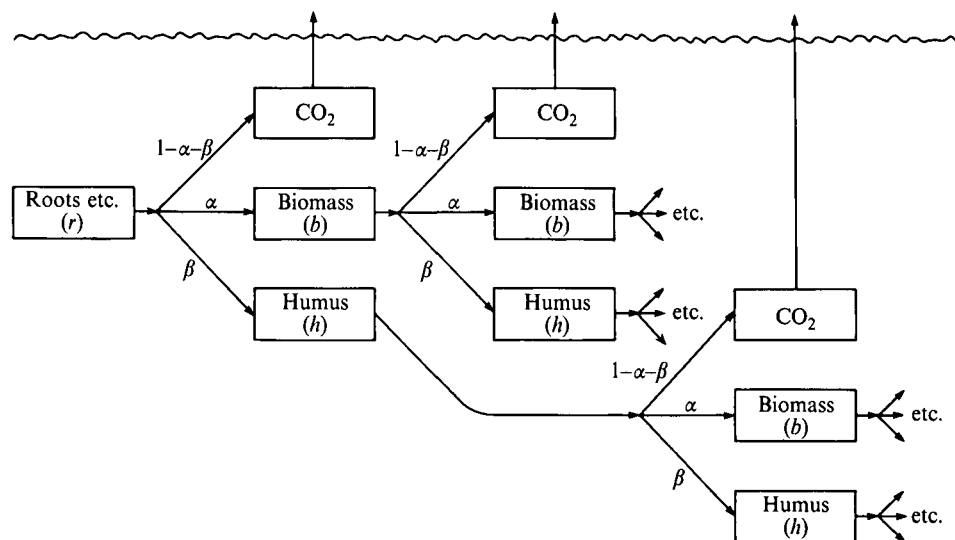 CO₂
CO₂
1-α-β
1-α-β
Roots etc.
(r)
α
Biomass
(b)
α
Biomass
(b)
etc.
β
β
Humus
(h)
Humus
(h)
etc.
CO₂
1-α-β
α
Biomass
(b)
etc.
β
Humus
(h)
etc.